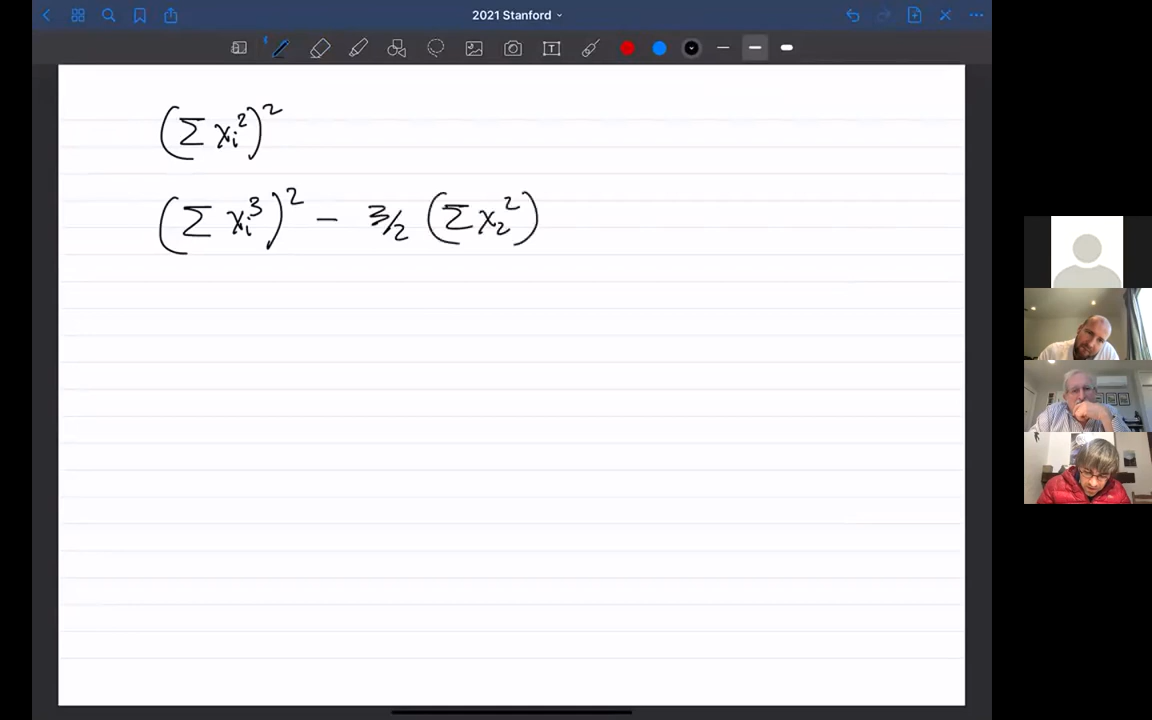 2021 Stanford
(Σ xᵢ²)²
(Σ xᵢ³)² − 3/2 (Σ x₂²)